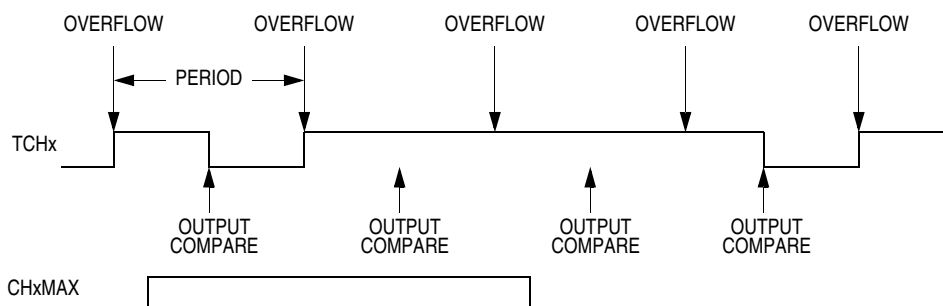 OVERFLOW OVERFLOW OVERFLOW OVERFLOW OVERFLOW
PERIOD
TCHx
OUTPUT COMPARE
OUTPUT COMPARE
OUTPUT COMPARE
OUTPUT COMPARE
CHxMAX